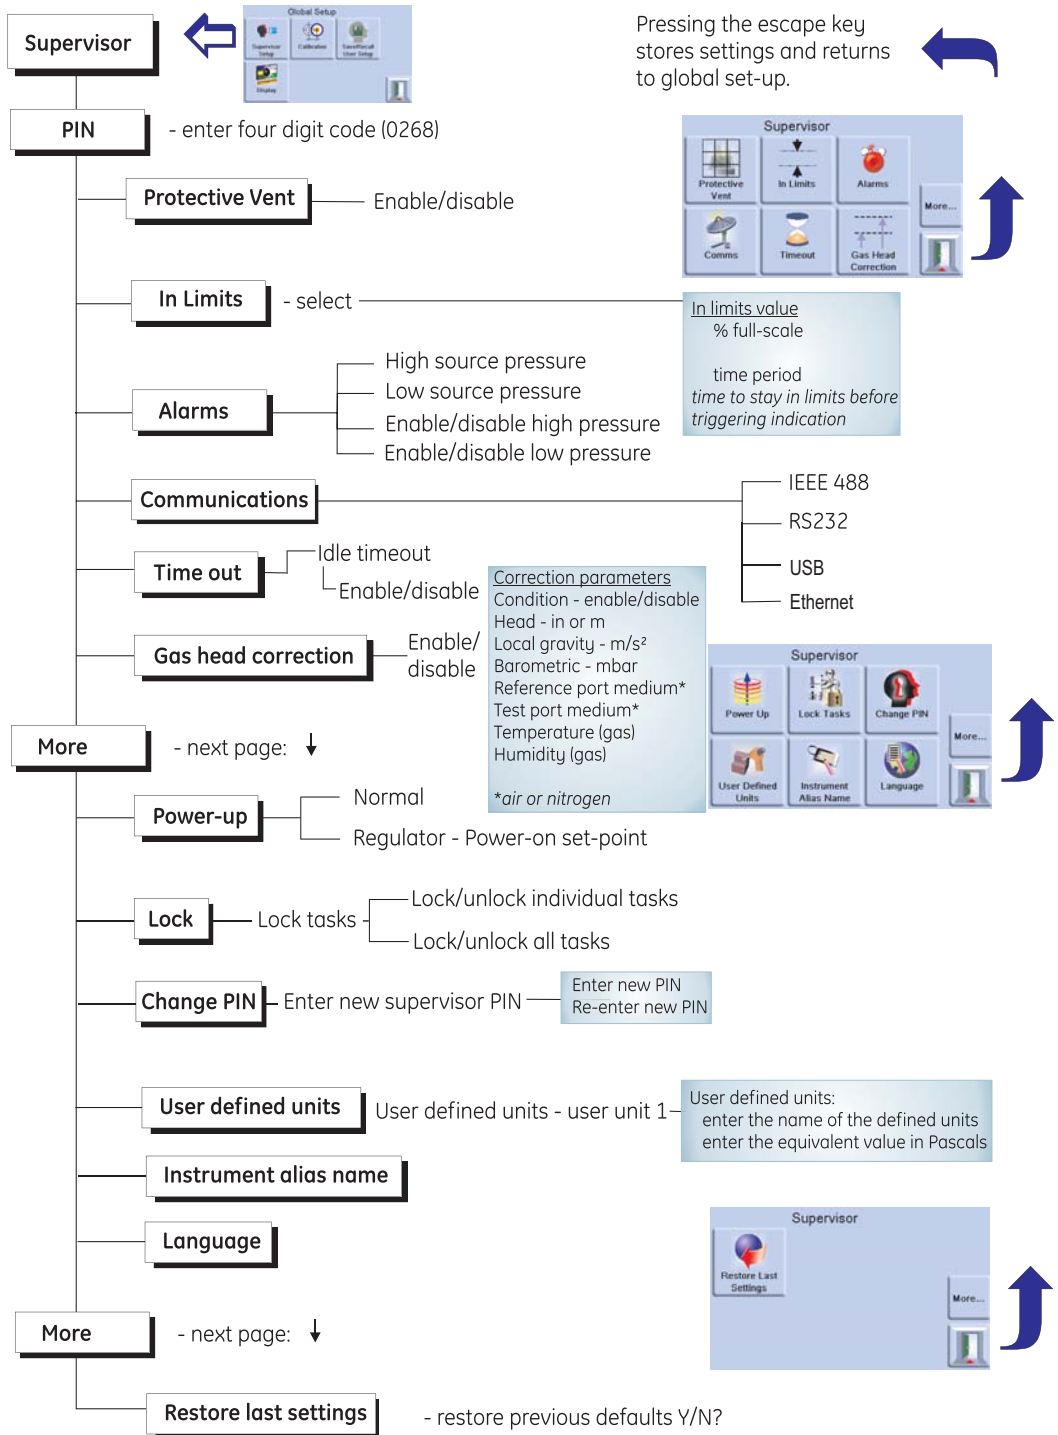 Supervisor
Global Setup
Supervisor
Setup
Calibration
Save/Recall
User Setup
Display
Pressing the escape key
stores settings and returns
to global set-up.
PIN
- enter four digit code (0268)
Supervisor
Protective
Vent
In Limits
Alarms
More...
Comms
Timeout
Gas Head
Correction
Protective Vent
Enable/disable
In Limits
- select
In limits value
% full-scale
time period
time to stay in limits before
triggering indication
Alarms
High source pressure
Low source pressure
Enable/disable high pressure
Enable/disable low pressure
Communications
IEEE 488
RS232
USB
Ethernet
Time out
Idle timeout
Enable/disable
Gas head correction
Enable/
disable
Correction parameters
Condition - enable/disable
Head - in or m
Local gravity - m/s²
Barometric - mbar
Reference port medium*
Test port medium*
Temperature (gas)
Humidity (gas)
*air or nitrogen
Supervisor
Power Up
Lock Tasks
Change PIN
More...
User Defined
Units
Instrument
Alias Name
Language
More
- next page:
Power-up
Normal
Regulator - Power-on set-point
Lock
Lock tasks
Lock/unlock individual tasks
Lock/unlock all tasks
Change PIN
Enter new supervisor PIN
Enter new PIN
Re-enter new PIN
User defined units
User defined units - user unit 1
User defined units:
enter the name of the defined units
enter the equivalent value in Pascals
Instrument alias name
Language
Supervisor
Restore Last
Settings
More...
More
- next page:
Restore last settings
- restore previous defaults Y/N?